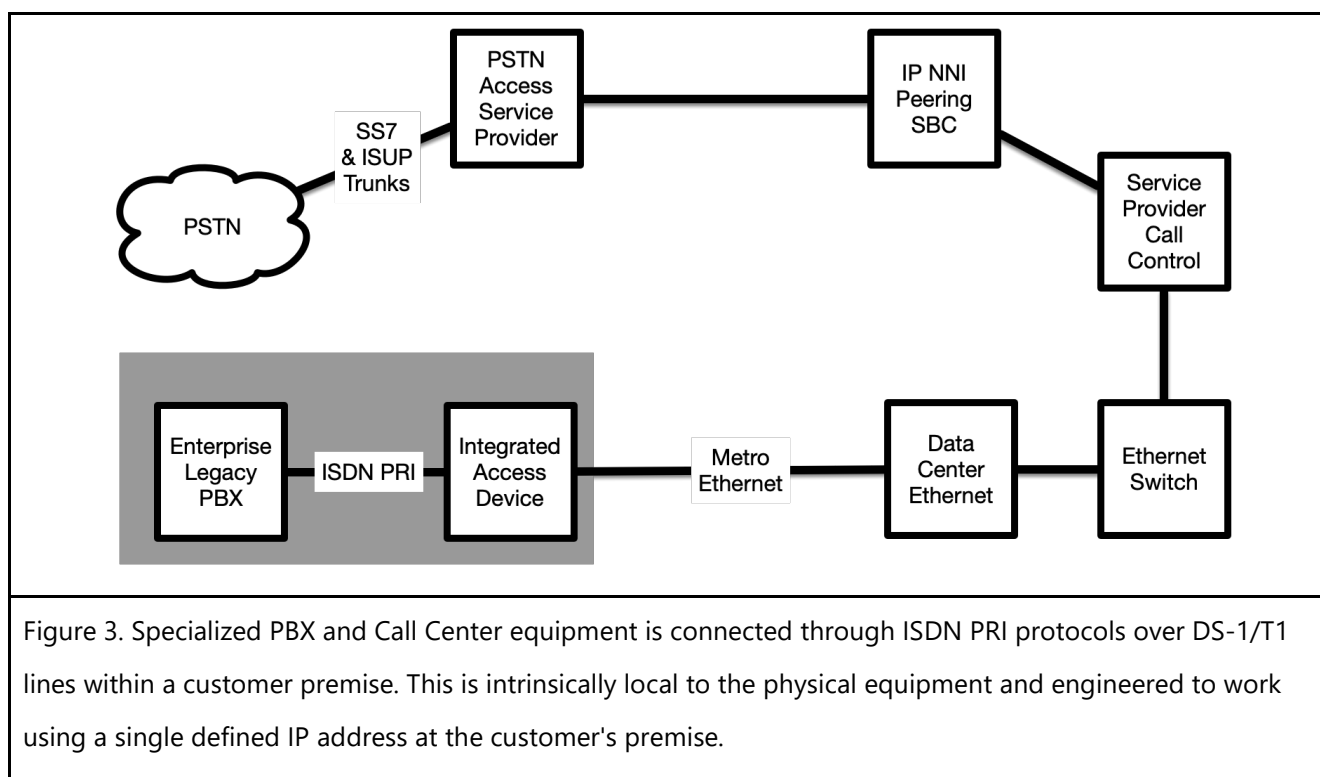 PSTN
Access
Service
Provider
IP NNI
Peering
SBC
SS7
& ISUP
Trunks
Service
Provider
Call
Control
PSTN
Enterprise
Legacy
PBX
ISDN PRI
Integrated
Access
Device
Metro
Ethernet
Data
Center
Ethernet
Ethernet
Switch
Figure 3. Specialized PBX and Call Center equipment is connected through ISDN PRI protocols over DS-1/T1
lines within a customer premise. This is intrinsically local to the physical equipment and engineered to work
using a single defined IP address at the customer's premise.